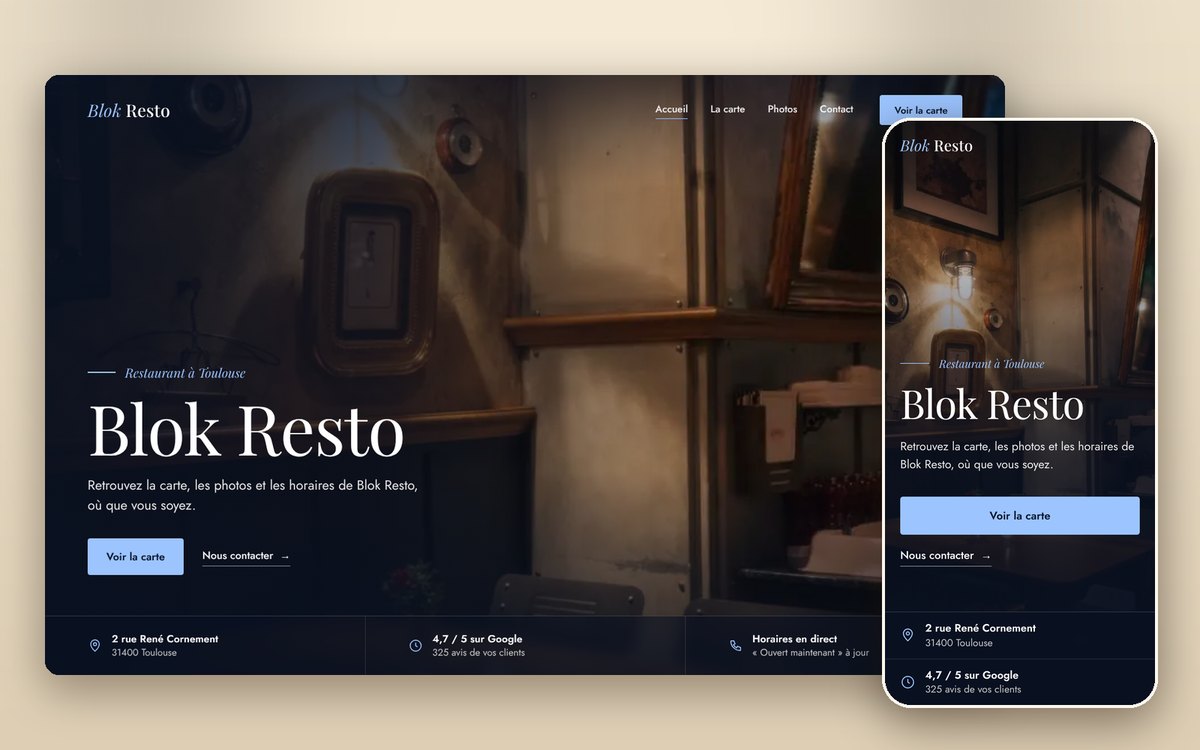 Blok Resto
Accueil
La carte
Photos
Contact
Voir la carte
Restaurant à Toulouse
Blok Resto
Retrouvez la carte, les photos et les horaires de Blok Resto,
où que vous soyez.
Voir la carte
Nous contacter →
2 rue René Cornement
31400 Toulouse
4,7 / 5 sur Google
325 avis de vos clients
Horaires en direct
« Ouvert maintenant » à jour
Blok Resto
Restaurant à Toulouse
Blok Resto
Retrouvez la carte, les photos et les horaires de
Blok Resto, où que vous soyez.
Voir la carte
Nous contacter →
2 rue René Cornement
31400 Toulouse
4,7 / 5 sur Google
325 avis de vos clients